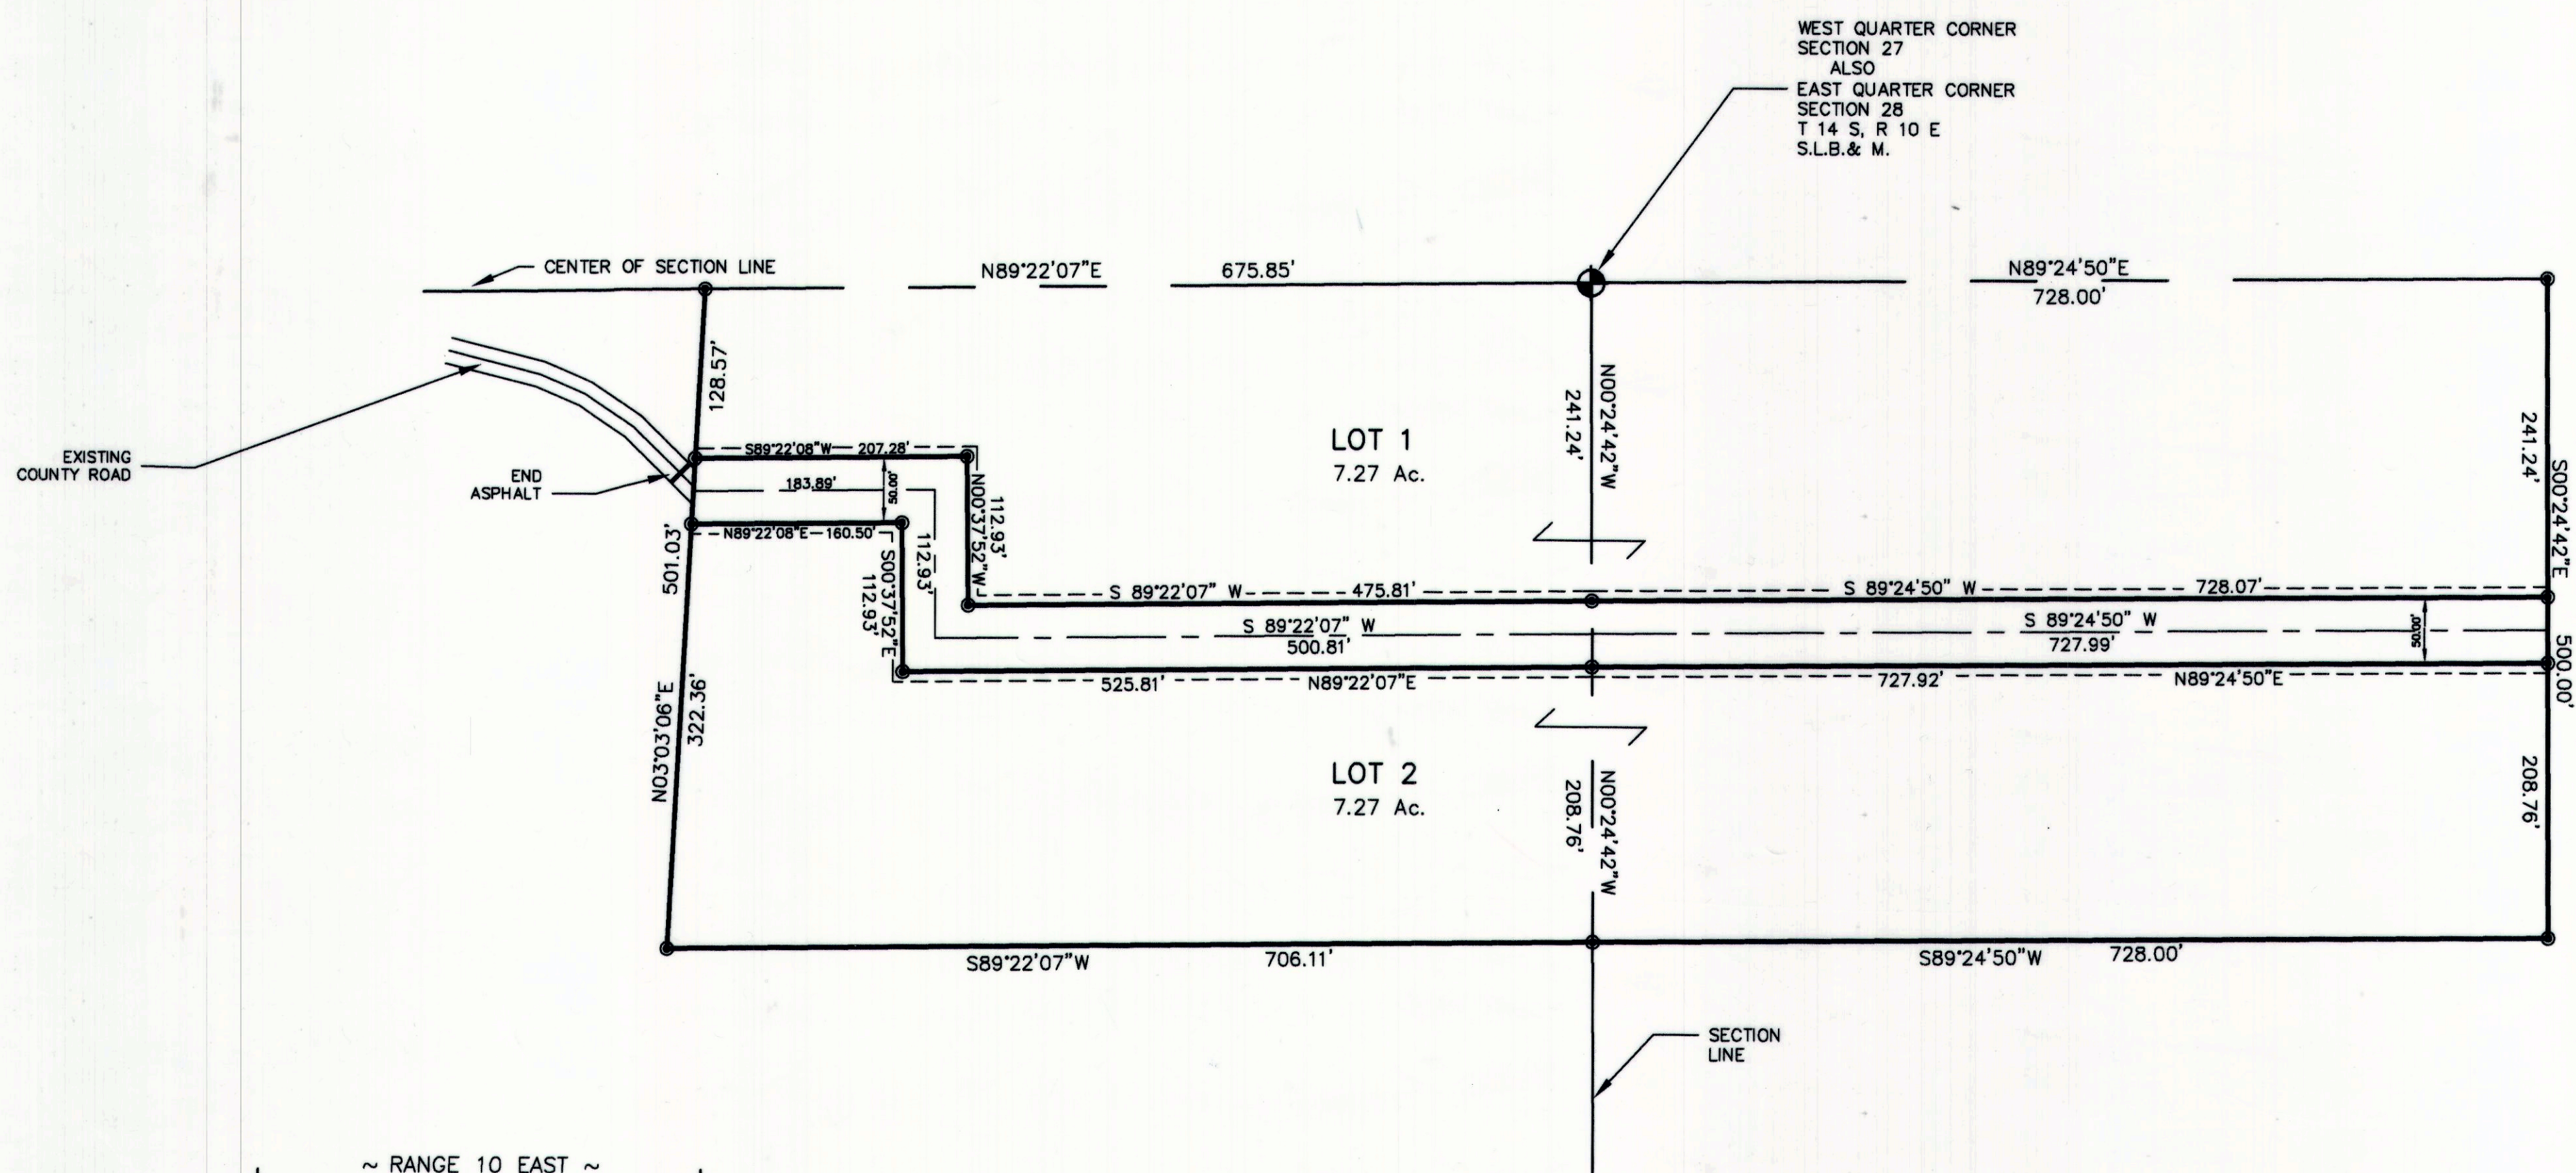 WEST QUARTER CORNER
SECTION 27
ALSO
EAST QUARTER CORNER
SECTION 28
T 14 S, R 10 E
S.L.B.& M.
CENTER OF SECTION LINE
N89°22'07"E 675.85'
N89°24'50"E
728.00'
128.57'
EXISTING
COUNTY ROAD
END
ASPHALT
S89°22'08"W 207.28'
183.89'
50.00'
N89°22'08"E 160.50'
N00°37'52"W
112.93'
112.93'
S00°37'52"E
112.93'
LOT 1
7.27 Ac.
N00°24'42"W
241.24'
241.24'
S00°24'42"E
500.00'
S 89°22'07" W 475.81'
S 89°24'50" W 728.07'
S 89°22'07" W
500.81'
S 89°24'50" W
727.99'
50.00'
525.81' N89°22'07"E
727.92' N89°24'50"E
501.03'
N03°03'06"E
322.36'
LOT 2
7.27 Ac.
N00°24'42"W
208.76'
208.76'
S89°22'07"W 706.11'
S89°24'50"W 728.00'
SECTION
LINE
~ RANGE 10 EAST ~